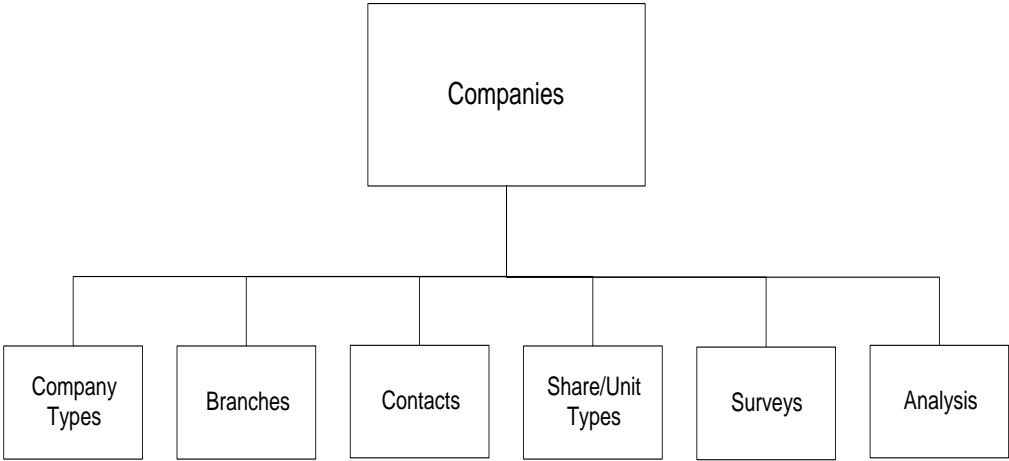 Companies
Company
Types
Branches
Contacts
Share/Unit
Types
Surveys
Analysis